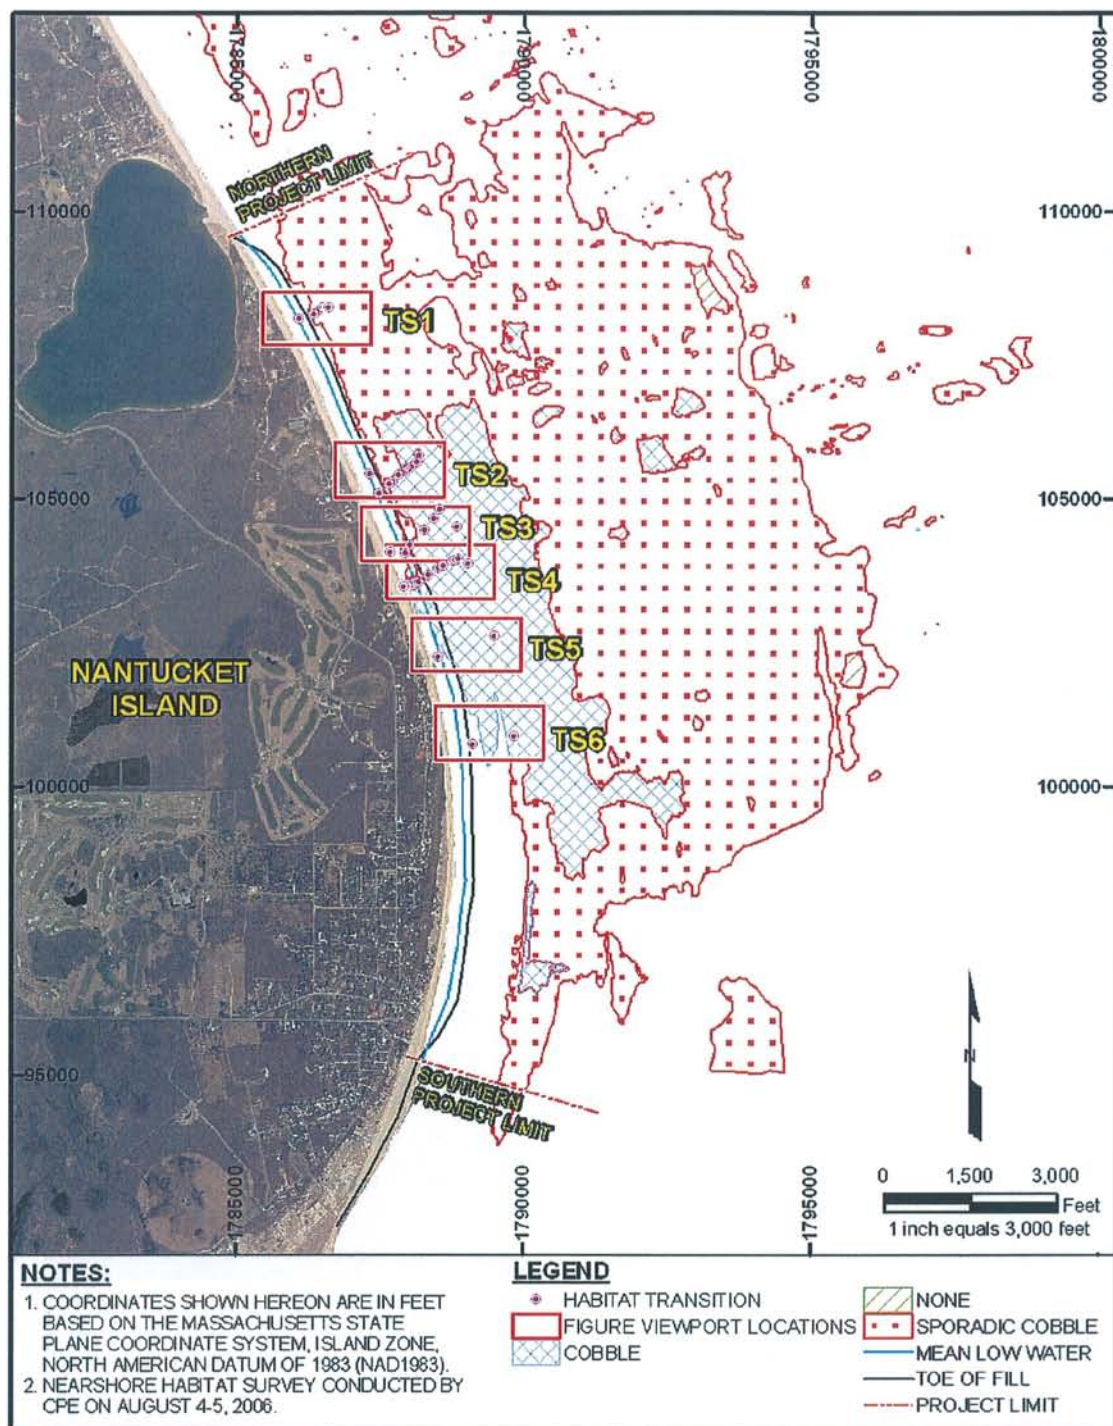 1785000
1790000
1795000
1800000
NORTHERN
PROJECT LIMIT
110000
110000
TS1
TS2
105000
105000
TS3
TS4
NANTUCKET
ISLAND
TS5
TS6
100000
100000
95000
SOUTHERN
PROJECT LIMIT
N
1785000
1790000
1795000
0 1,500 3,000
Feet
1 inch equals 3,000 feet
NOTES:
1. COORDINATES SHOWN HEREON ARE IN FEET
BASED ON THE MASSACHUSETTS STATE
PLANE COORDINATE SYSTEM, ISLAND ZONE,
NORTH AMERICAN DATUM OF 1983 (NAD1983).
2. NEARSHORE HABITAT SURVEY CONDUCTED BY
CPE ON AUGUST 4-5, 2006.
LEGEND
HABITAT TRANSITION
FIGURE VIEWPORT LOCATIONS
COBBLE
NONE
SPORADIC COBBLE
MEAN LOW WATER
TOE OF FILL
PROJECT LIMIT